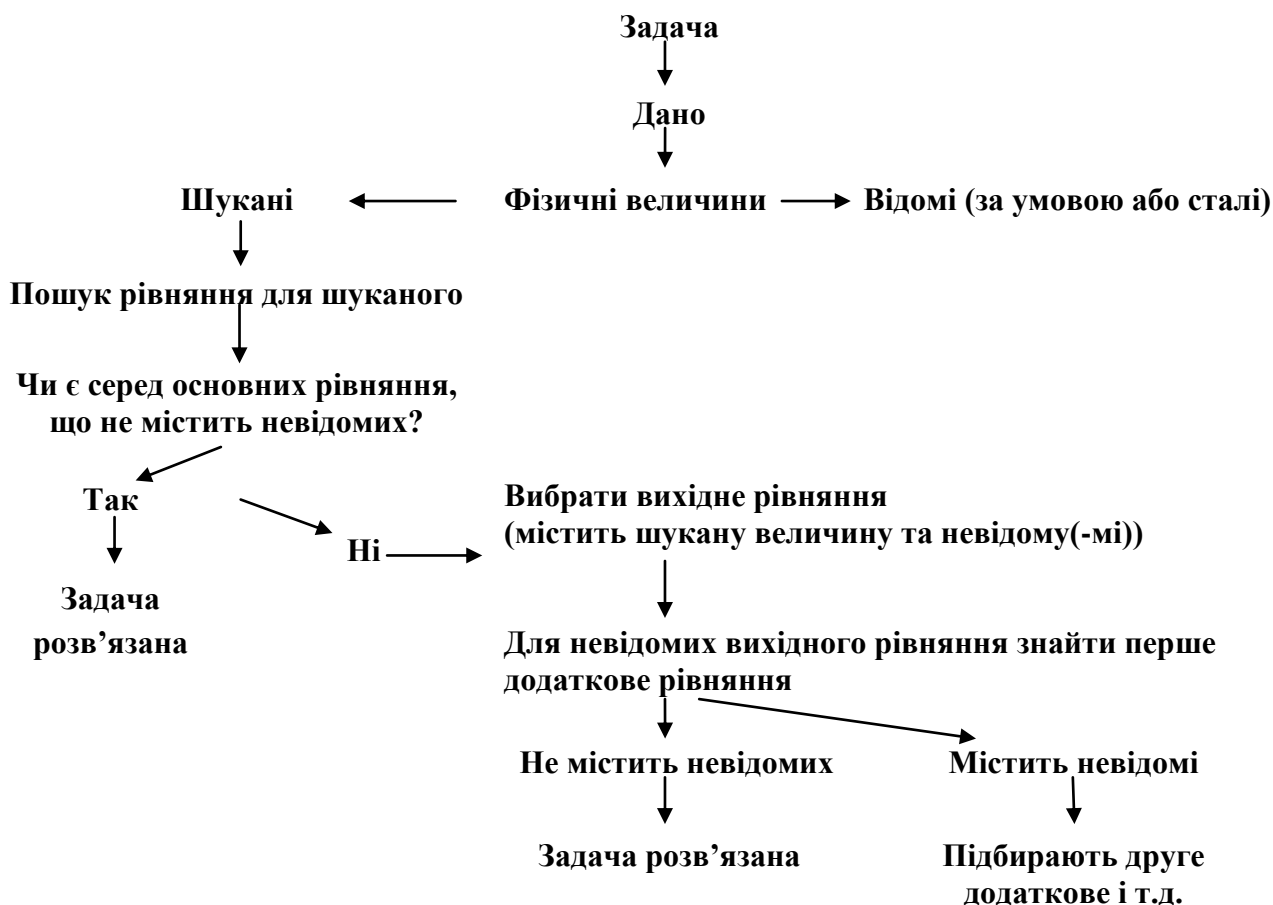 Задача
Дано
Шукані
Фізичні величини
Відомі (за умовою або сталі)
Пошук рівняння для шуканого
Чи є серед основних рівняння,
що не містить невідомих?
Так
Ні
Вибрати вихідне рівняння
(містить шукану величину та невідому(-мі))
Задача
розв’язана
Для невідомих вихідного рівняння знайти перше
додаткове рівняння
Не містить невідомих
Містить невідомі
Задача розв’язана
Підбирають друге
додаткове і т.д.